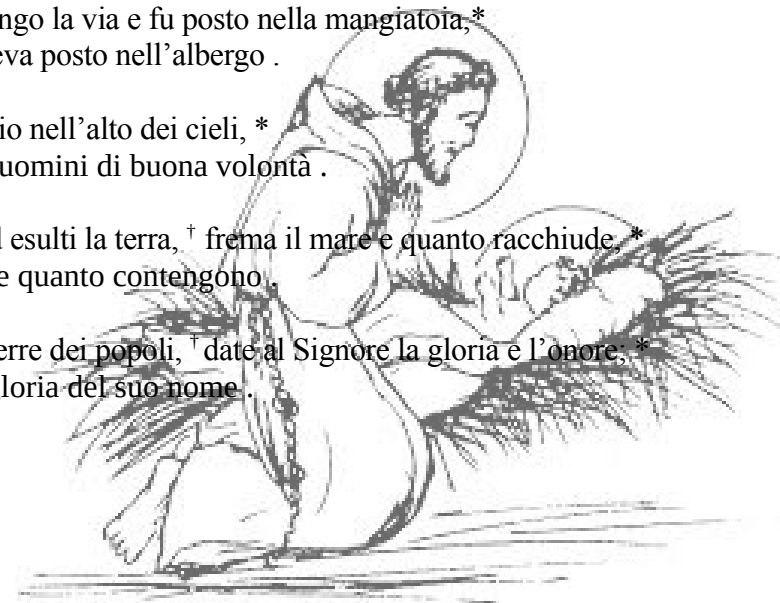 ngo la via e fu posto nella mangiatoia,*
eva posto nell’albergo .
io nell’alto dei cieli, *
uomini di buona volontà .
esulti la terra, † frema il mare e quanto racchiude, *
e quanto contengono .
erre dei popoli, † date al Signore la gloria e l’onore; *
gloria del suo nome .